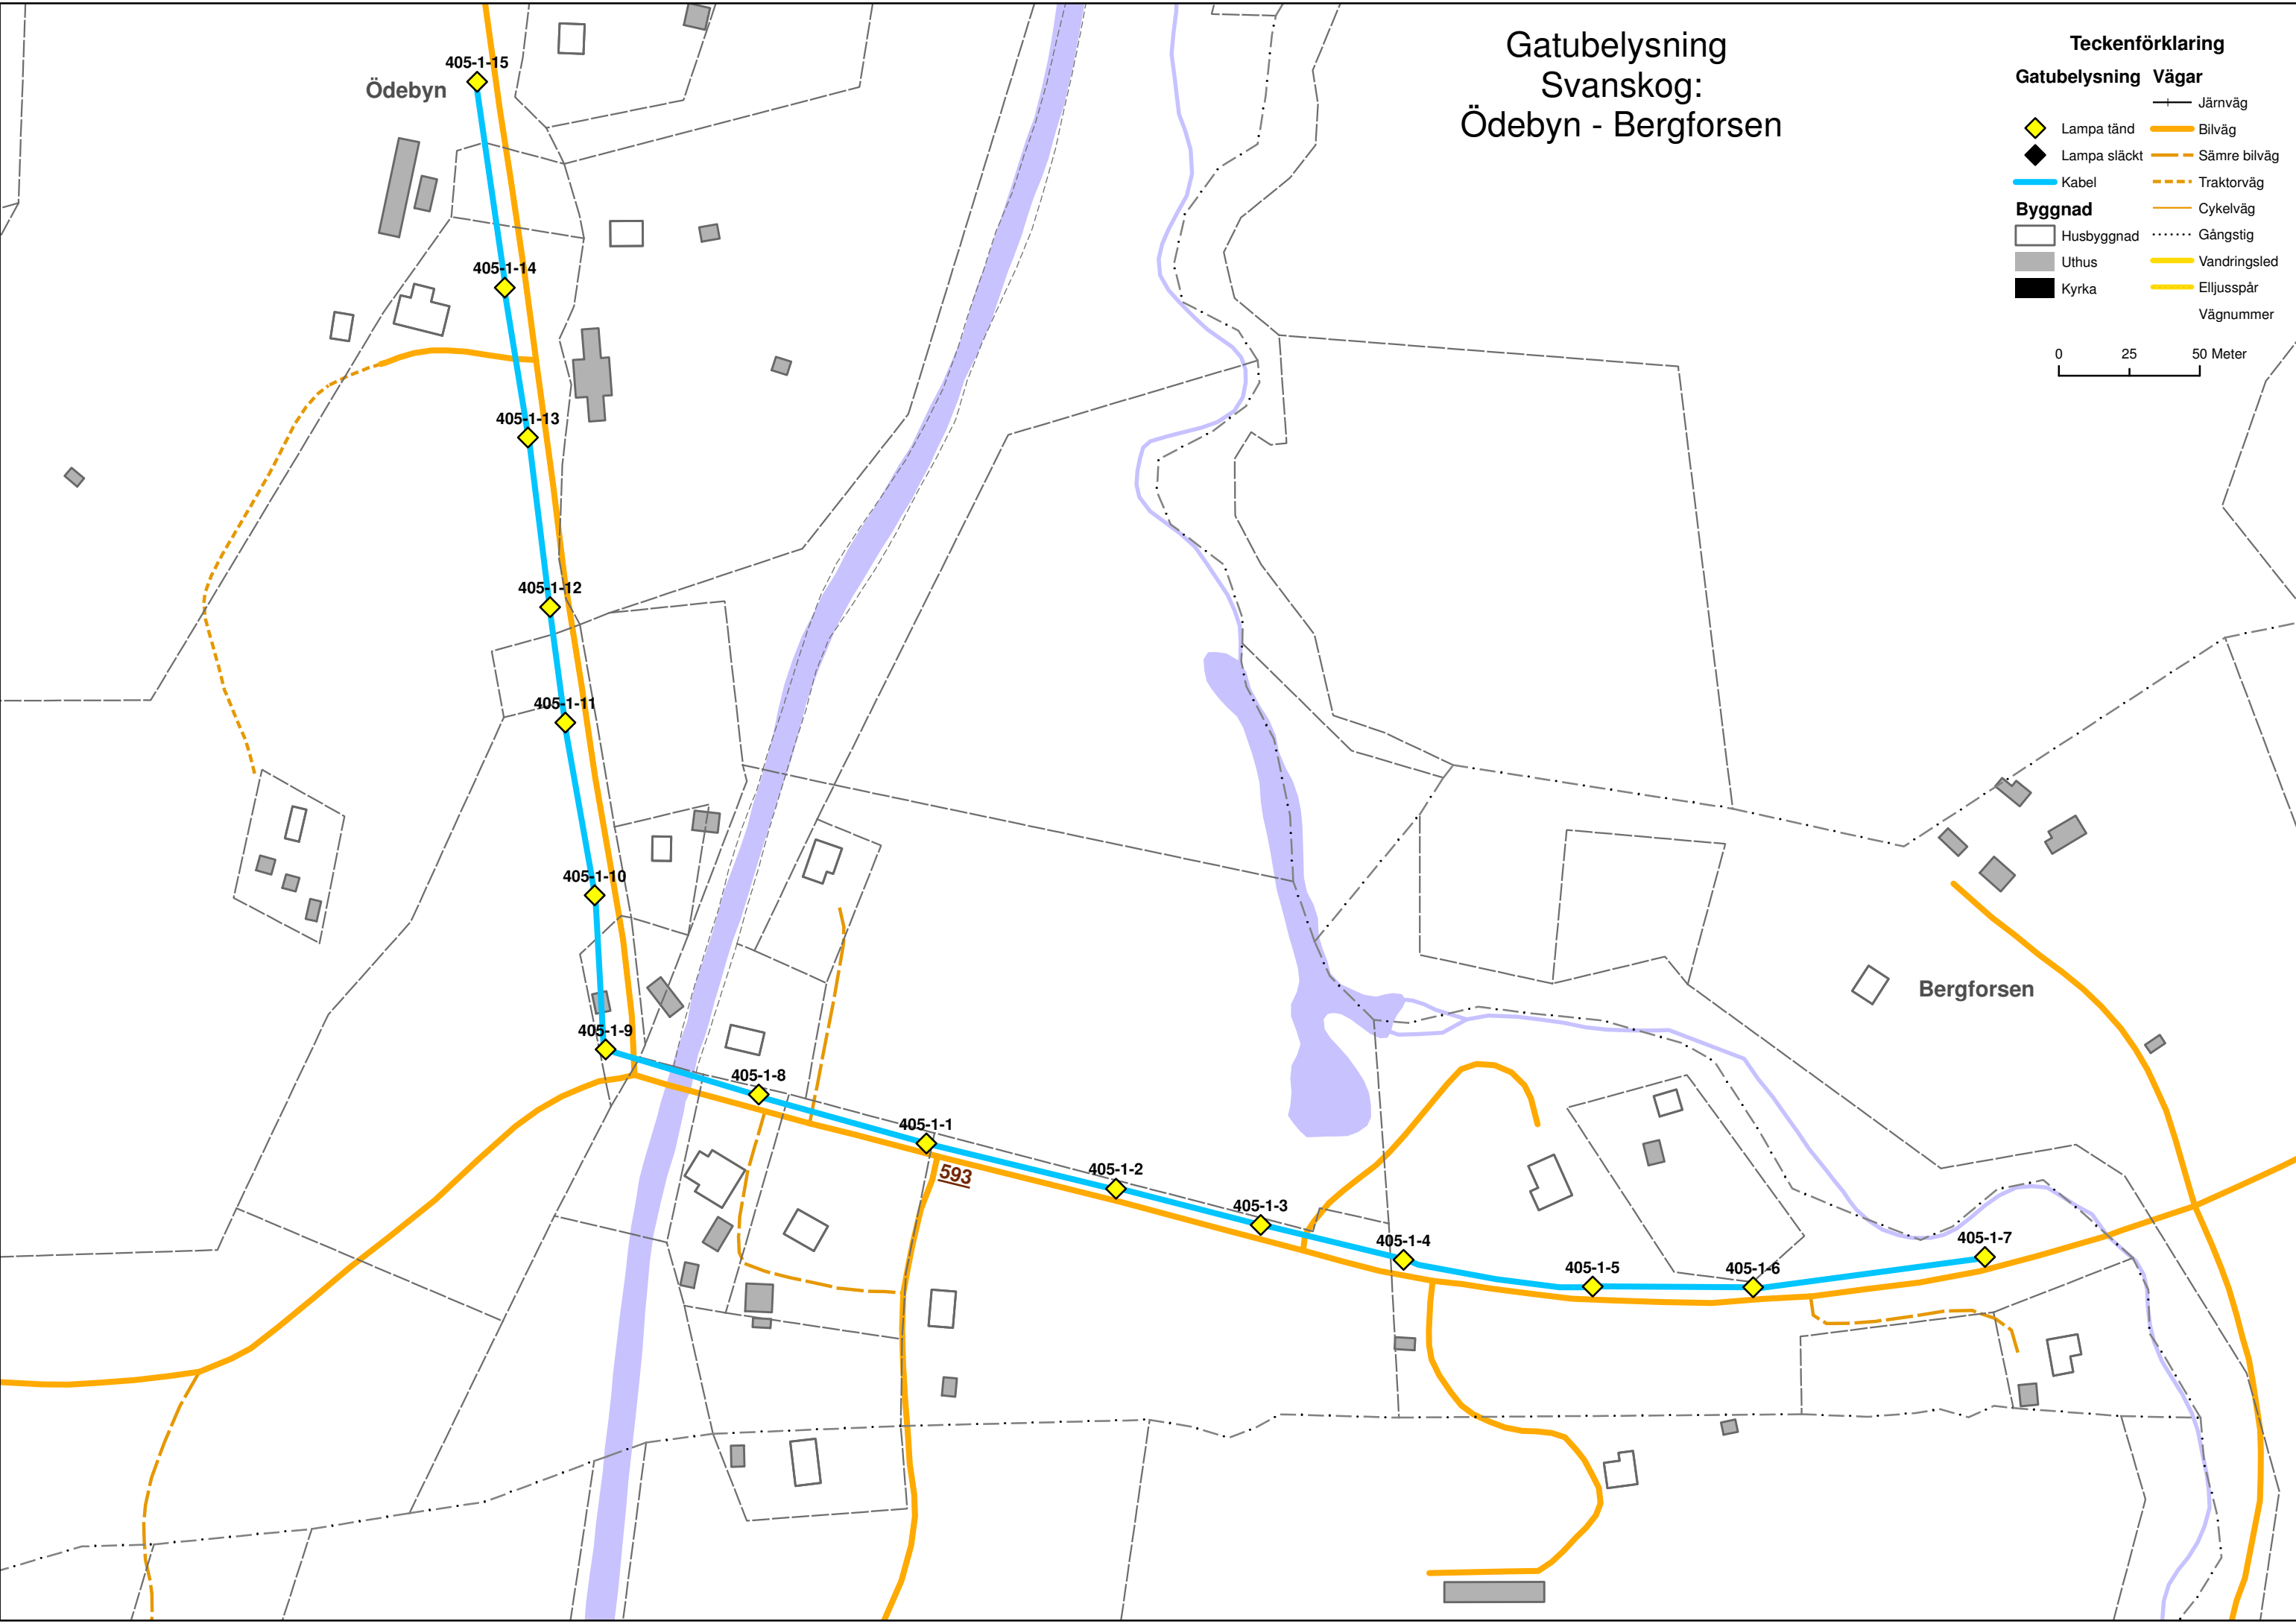 Gatubelysning
Svanskog:
Ödebyn - Bergforsen
Teckenförklaring
Gatubelysning Vägar
Järnväg
Lampa tänd Bilväg
Lampa släckt Sämre bilväg
Kabel Traktorväg
Byggnad Cykelväg
Husbyggnad Gångstig
Uthus Vandringsled
Kyrka Elljusspår
Vägnummer
0 25 50 Meter
405-1-15
Ödebyn
405-1-14
405-1-13
405-1-12
405-1-11
405-1-10
405-1-9
Bergforsen
405-1-8
405-1-1
593
405-1-2
405-1-3
405-1-4
405-1-5
405-1-6
405-1-7